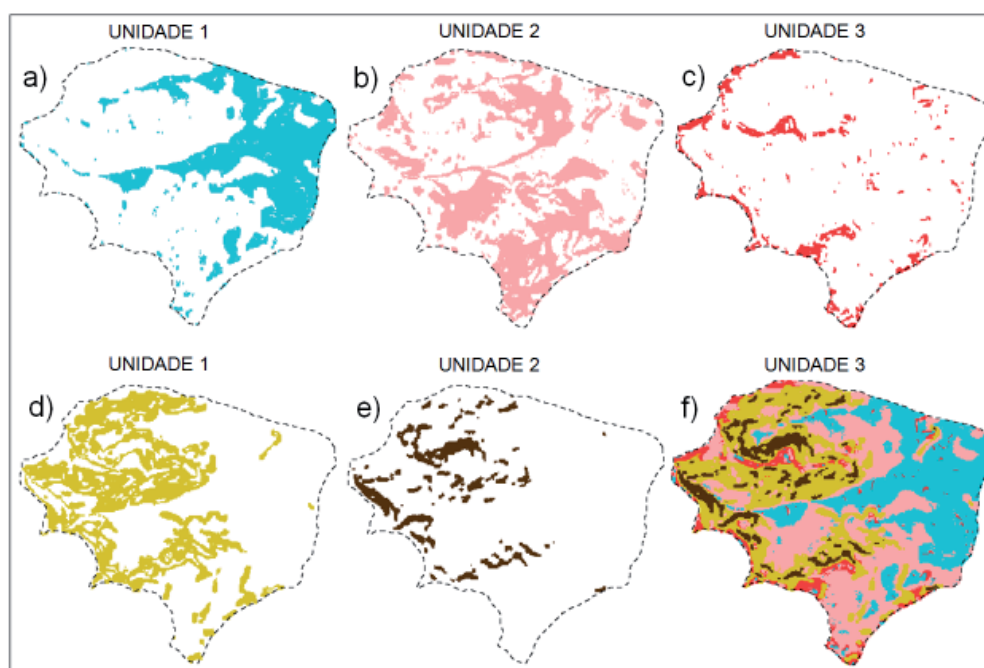 UNIDADE 1 UNIDADE 2 UNIDADE 3
a) b) c)
UNIDADE 1 UNIDADE 2 UNIDADE 3
d) e) f)